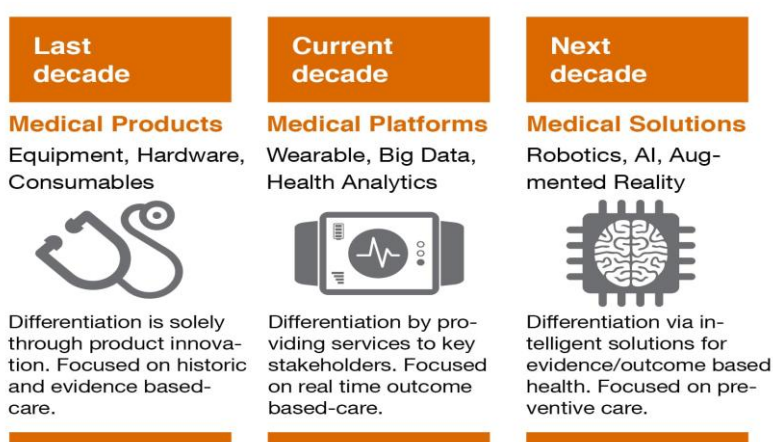 Last
decade
Medical Products
Equipment, Hardware,
Consumables
Differentiation is solely
through product innova-
tion. Focused on historic
and evidence based-
care.
Current
decade
Medical Platforms
Wearable, Big Data,
Health Analytics
Differentiation by pro-
viding services to key
stakeholders. Focused
on real time outcome
based-care.
Next
decade
Medical Solutions
Robotics, AI, Aug-
mented Reality
Differentiation via in-
telligent solutions for
evidence/outcome based
health. Focused on pre-
ventive care.